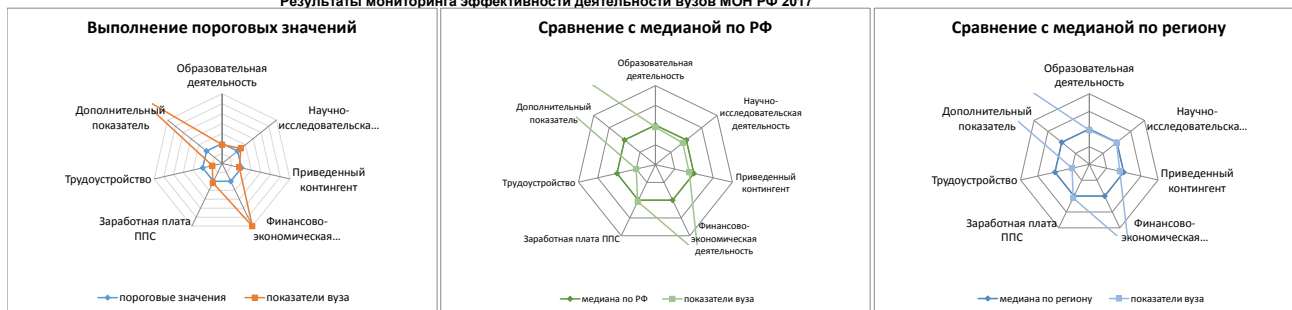 Результаты мониторинга эффективности деятельности вузов МОН РФ 2017
Выполнение пороговых значений
Образовательная
деятельность
Научно-
исследовательска...
Приведенный
контингент
Финансово-
экономическая...
Заработная плата
ППС
Трудоустройство
Дополнительный
показатель
пороговые значения
показатели вуза
Сравнение с медианой по РФ
Образовательная
деятельность
Научно-
исследовательская
деятельность
Приведенный
контингент
Финансово-
экономическая
деятельность
Заработная плата ППС
Трудоустройство
Дополнительный
показатель
медиана по РФ
показатели вуза
Сравнение с медианой по региону
Образовательная
деятельность
Научно-
исследовательска...
Приведенный
контингент
Финансово-
экономическая...
Заработная плата
ППС
Трудоустройство
Дополнительный
показатель
медиана по региону
показатели вуза